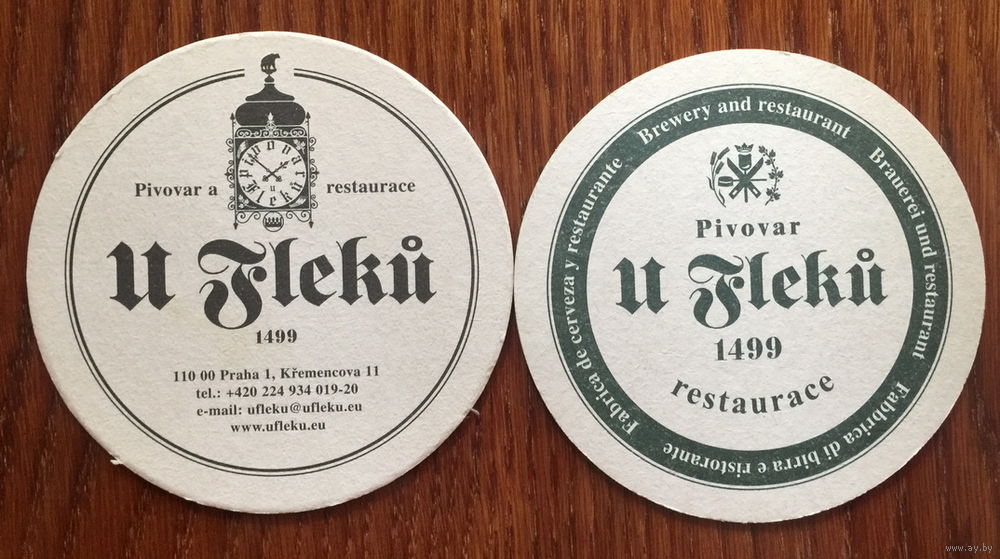 Pivovar a restaurace
pivovar
u
Fleků
U Fleků
1499
110 00 Praha 1, Křemencova 11
tel.: +420 224 934 019-20
e-mail: ufleku@ufleku.eu
www.ufleku.eu
Brewery and restaurant
Brauerei und restaurant
Fabbrica di birra e ristorante
Fabrica de cerveza y restaurante
Pivovar
U Fleků
1499
restaurace
www.ay.by